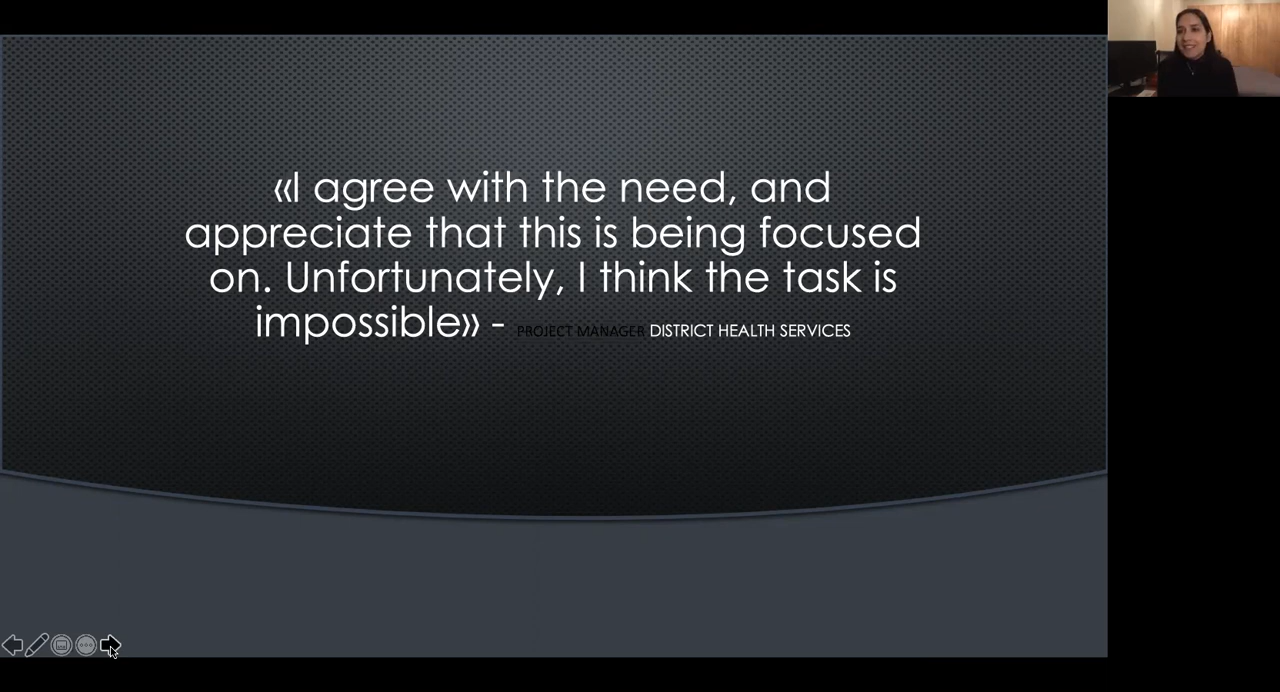 «I agree with the need, and
appreciate that this is being focused
on. Unfortunately, I think the task is
impossible» - PROJECT MANAGER DISTRICT HEALTH SERVICES